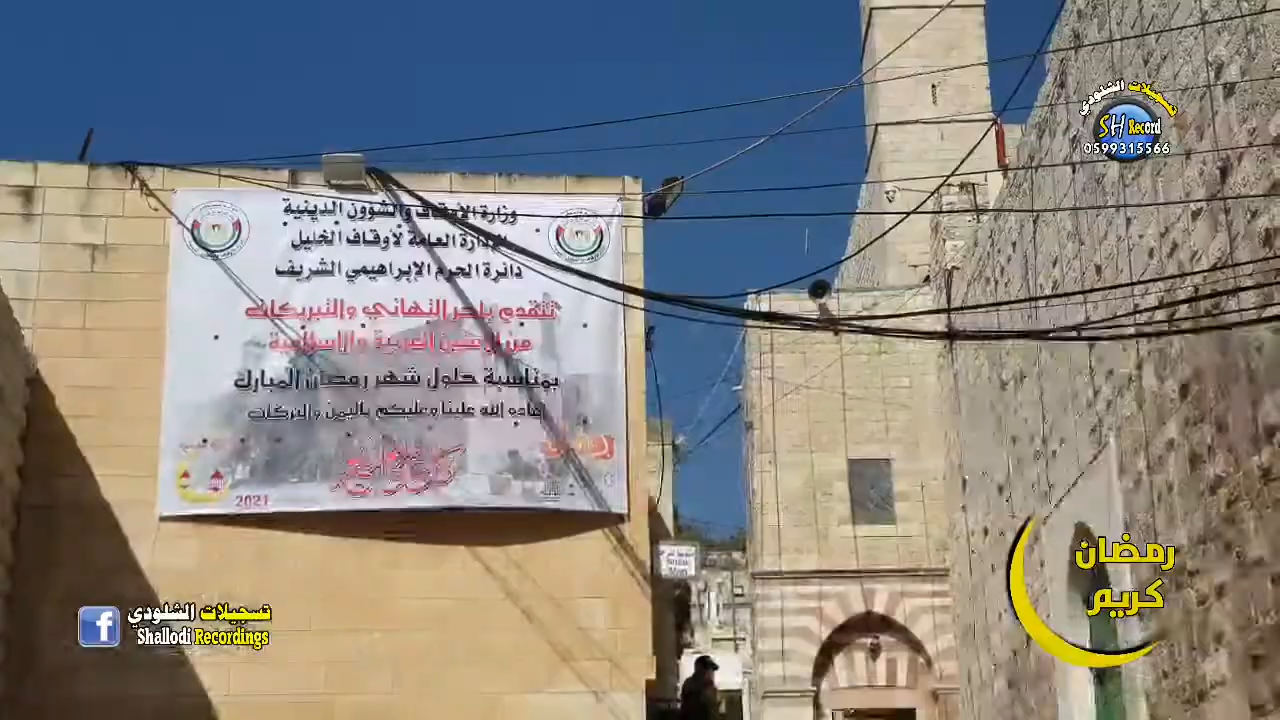 وزارة الأوقاف والشؤون الدينية
الإدارة العامة لأوقاف الخليل
دائرة الحرم الإبراهيمي الشريف
تتقدم بأحر التهاني والتبريكات
من الأمتين العربية والإسلامية
بمناسبة حلول شهر رمضان المبارك
أعاده الله علينا وعليكم باليمن والبركات
2021
تسجيلات الشلودي
SH Record
0599315566
رمضان
كريم
تسجيلات الشلودي
Shallodi Recordings